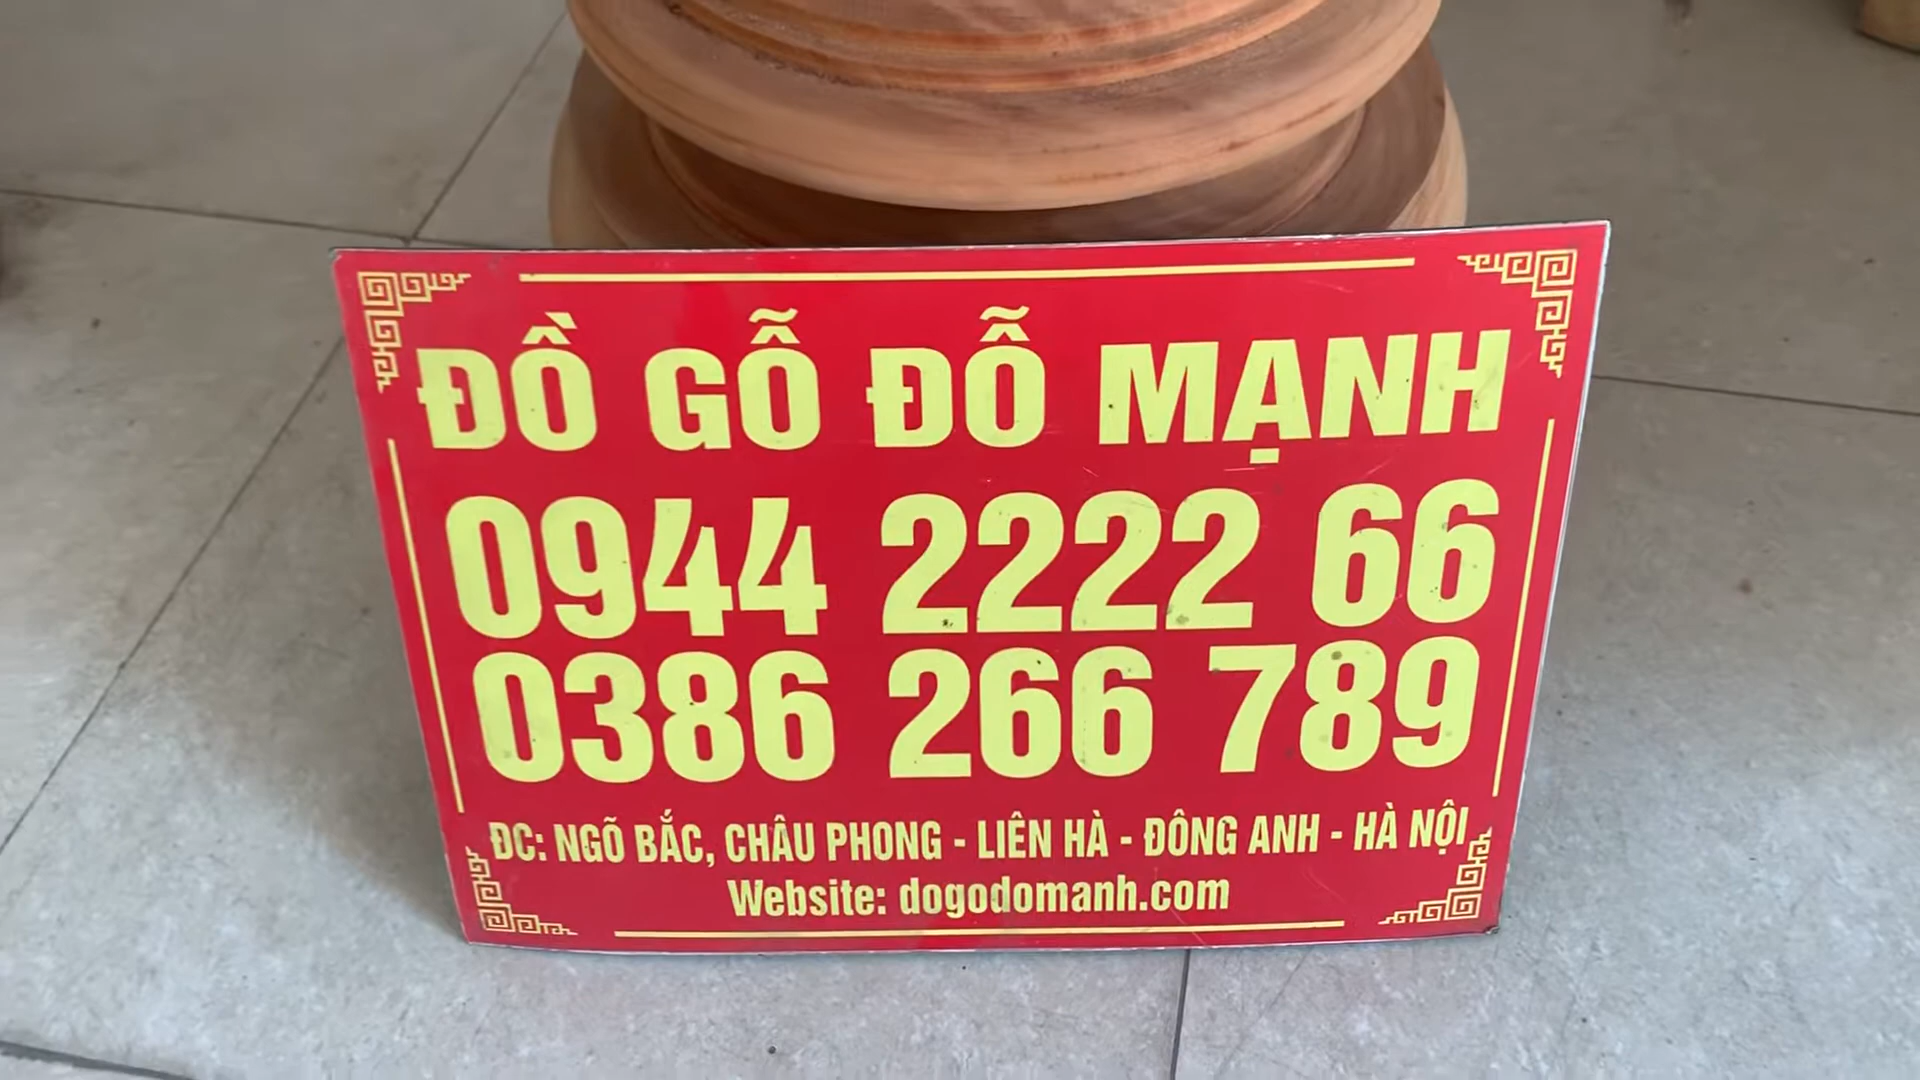 ĐỒ GỖ ĐỖ MẠNH
0944 2222 66
0386 266 789
ĐC: NGÕ BẮC, CHÂU PHONG - LIÊN HÀ - ĐÔNG ANH - HÀ NỘI
Website: dogodomanh.com